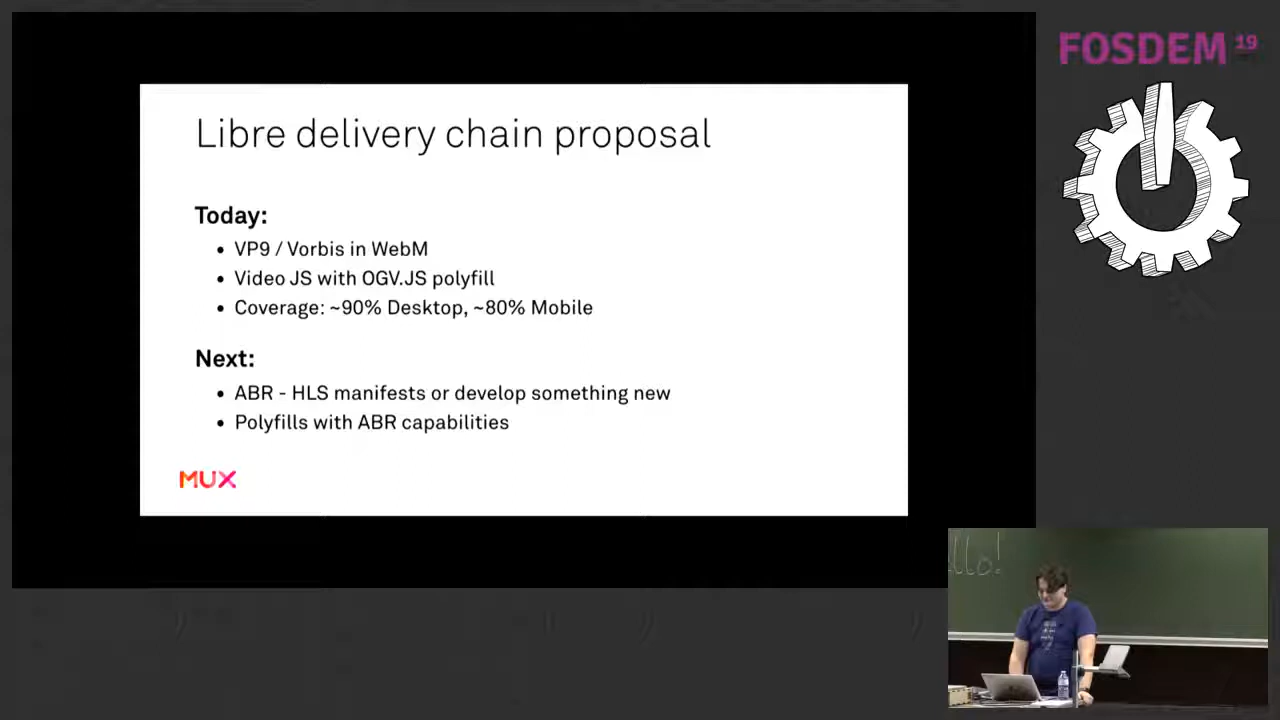 FOSDEM 19
Libre delivery chain proposal
Today:
• VP9 / Vorbis in WebM
• Video JS with OGV.JS polyfill
• Coverage: ~90% Desktop, ~80% Mobile
Next:
• ABR - HLS manifests or develop something new
• Polyfills with ABR capabilities
MUX